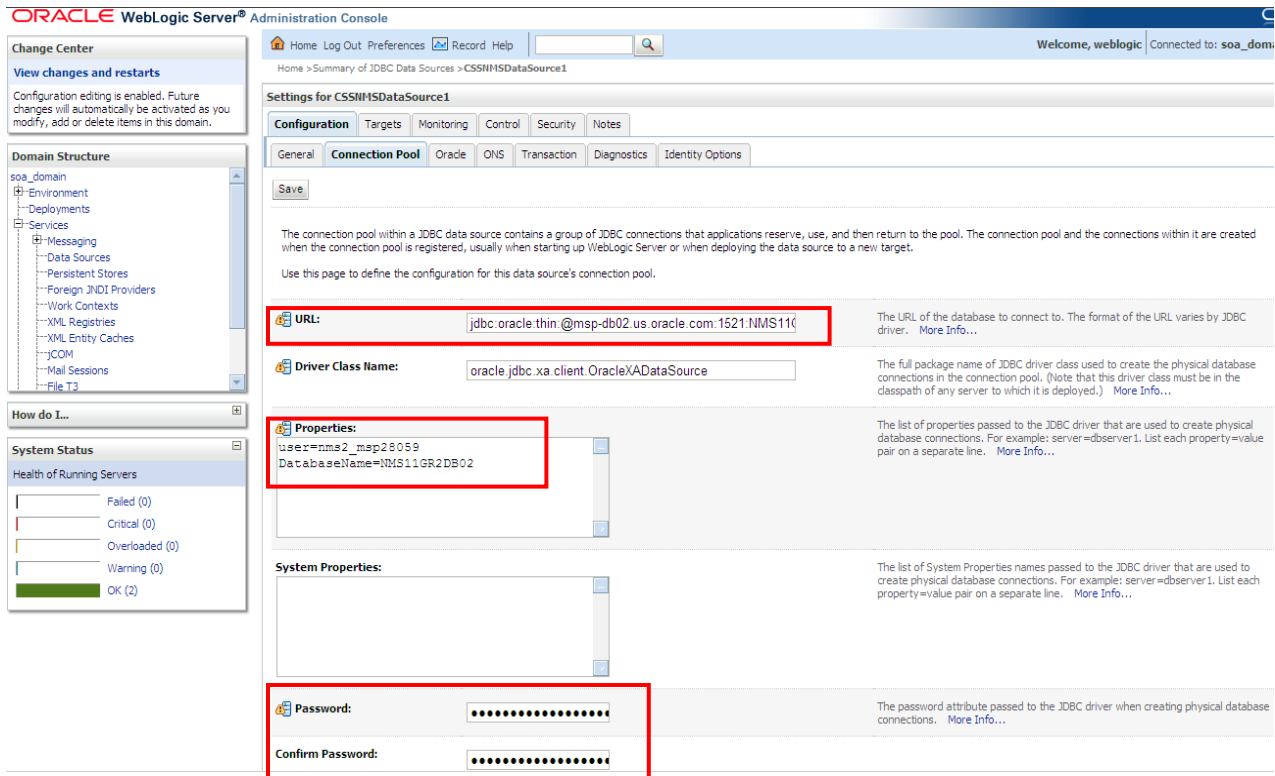 ORACLE WebLogic Server® Administration Console
Change Center
View changes and restarts
Configuration editing is enabled. Future
changes will automatically be activated as you
modify, add or delete items in this domain.
Domain Structure
soa_domain
Environment
Deployments
Services
Messaging
Data Sources
Persistent Stores
Foreign JNDI Providers
Work Contexts
XML Registries
XML Entity Caches
jCOM
Mail Sessions
File T3
How do I...
System Status
Health of Running Servers
Failed (0)
Critical (0)
Overloaded (0)
Warning (0)
OK (2)
Home Log Out Preferences Record Help
Welcome, weblogic Connected to: soa_doma
Home >Summary of JDBC Data Sources >CSSNMSDataSource1
Settings for CSSNMSDataSource1
Configuration Targets Monitoring Control Security Notes
General Connection Pool Oracle ONS Transaction Diagnostics Identity Options
Save
The connection pool within a JDBC data source contains a group of JDBC connections that applications reserve, use, and then return to the pool. The connection pool and the connections within it are created
when the connection pool is registered, usually when starting up WebLogic Server or when deploying the data source to a new target.
Use this page to define the configuration for this data source's connection pool.
URL:
jdbc:oracle:thin:@msp-db02.us.oracle.com:1521:NMS11G
The URL of the database to connect to. The format of the URL varies by JDBC
driver. More Info...
Driver Class Name:
oracle.jdbc.xa.client.OracleXADataSource
The full package name of JDBC driver class used to create the physical database
connections in the connection pool. (Note that this driver class must be in the
classpath of any server to which it is deployed.) More Info...
Properties:
user=nms2_msp28059
DatabaseName=NMS11GR2DB02
The list of properties passed to the JDBC driver that are used to create physical
database connections. For example: server=dbserver1. List each property=value
pair on a separate line. More Info...
System Properties:
The list of System Properties names passed to the JDBC driver that are used to
create physical database connections. For example: server=dbserver1. List each
property=value pair on a separate line. More Info...
Password:
●●●●●●●●●●●●●●●●●●
The password attribute passed to the JDBC driver when creating physical database
connections. More Info...
Confirm Password:
●●●●●●●●●●●●●●●●●●